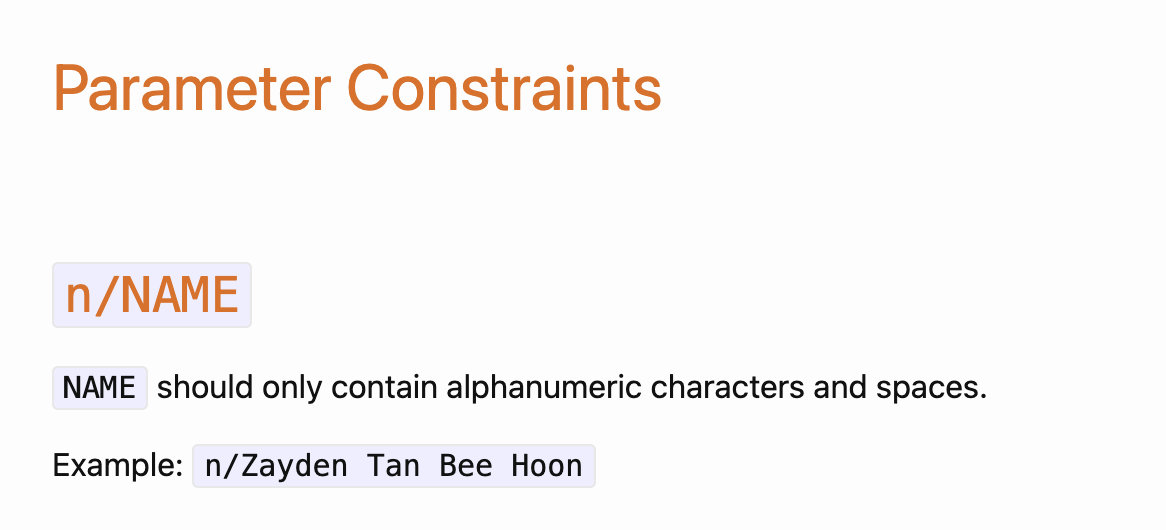 Parameter Constraints
n/NAME
NAME should only contain alphanumeric characters and spaces.
Example: n/Zayden Tan Bee Hoon